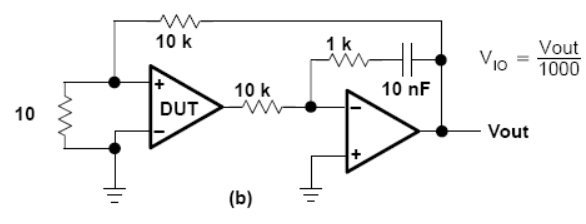 10 k
1 k
10 nF
V_IO = Vout/1000
10
+
DUT
−
10 k
−
+
Vout
(b)